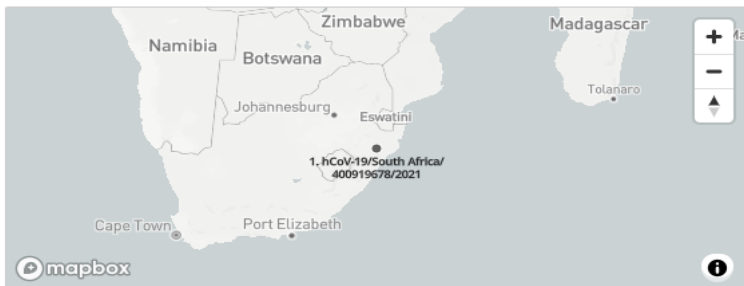 Zimbabwe
Madagascar
Namibia
Botswana
Tolanaro
Johannesburg
Eswatini
1. hCoV-19/South Africa/
400919678/2021
Cape Town
Port Elizabeth
mapbox